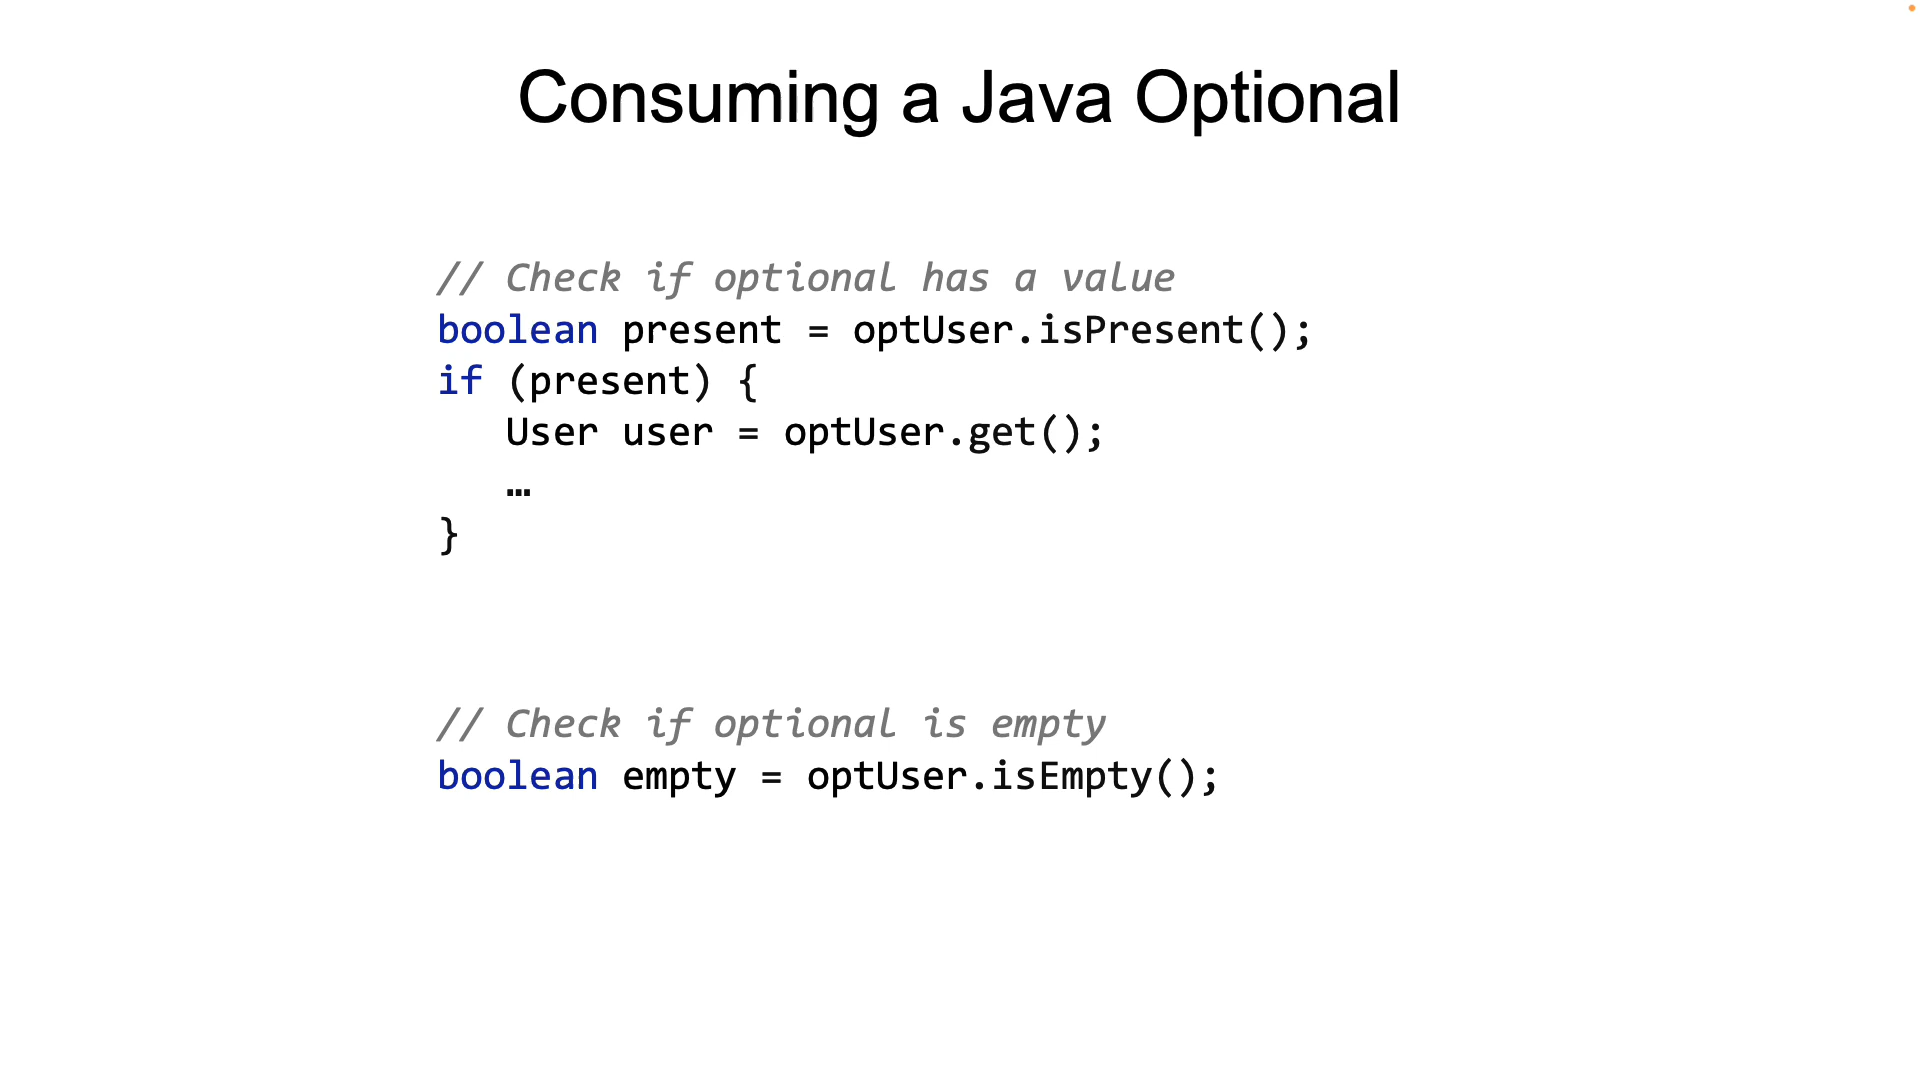 Consuming a Java Optional
// Check if optional has a value
boolean present = optUser.isPresent();
if (present) {
   User user = optUser.get();
   …
}
// Check if optional is empty
boolean empty = optUser.isEmpty();